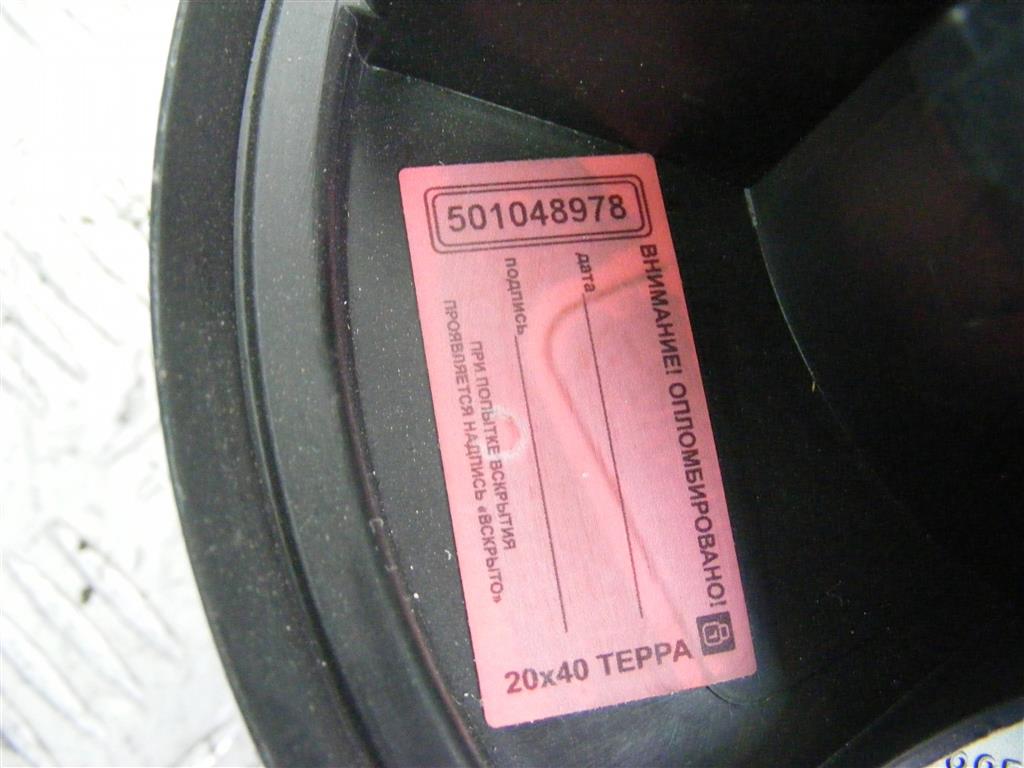 501048978
ВНИМАНИЕ! ОПЛОМБИРОВАНО!
дата
подпись
ПРИ ПОПЫТКЕ ВСКРЫТИЯ
ПРОЯВЛЯЕТСЯ НАДПИСЬ «ВСКРЫТО»
20х40 ТЕРРА